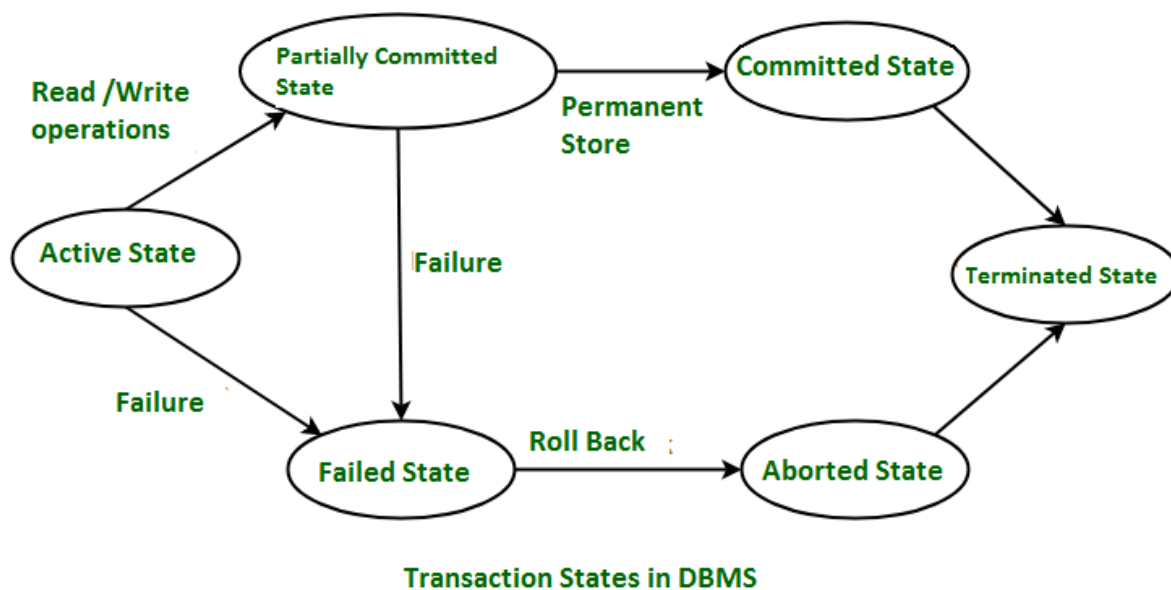 Partially Committed
State
Committed State
Read /Write
operations
Permanent
Store
Active State
Failure
Terminated State
Failure
Roll Back
Failed State
Aborted State
Transaction States in DBMS